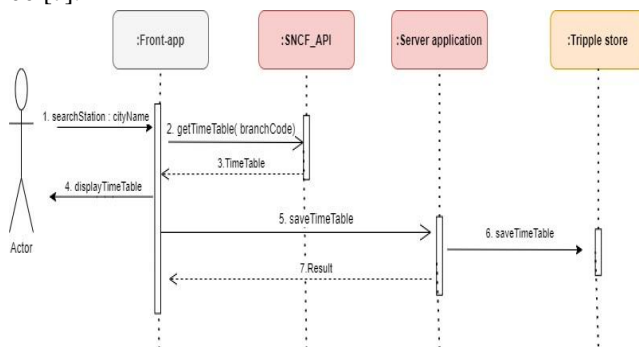 :Front-app
:SNCF_API
:Server application
:Tripple store
1. searchStation : cityName
2. getTimeTable( branchCode)
3.TimeTable
4. displayTimeTable
5. saveTimeTable
6. saveTimeTable
7.Result
Actor